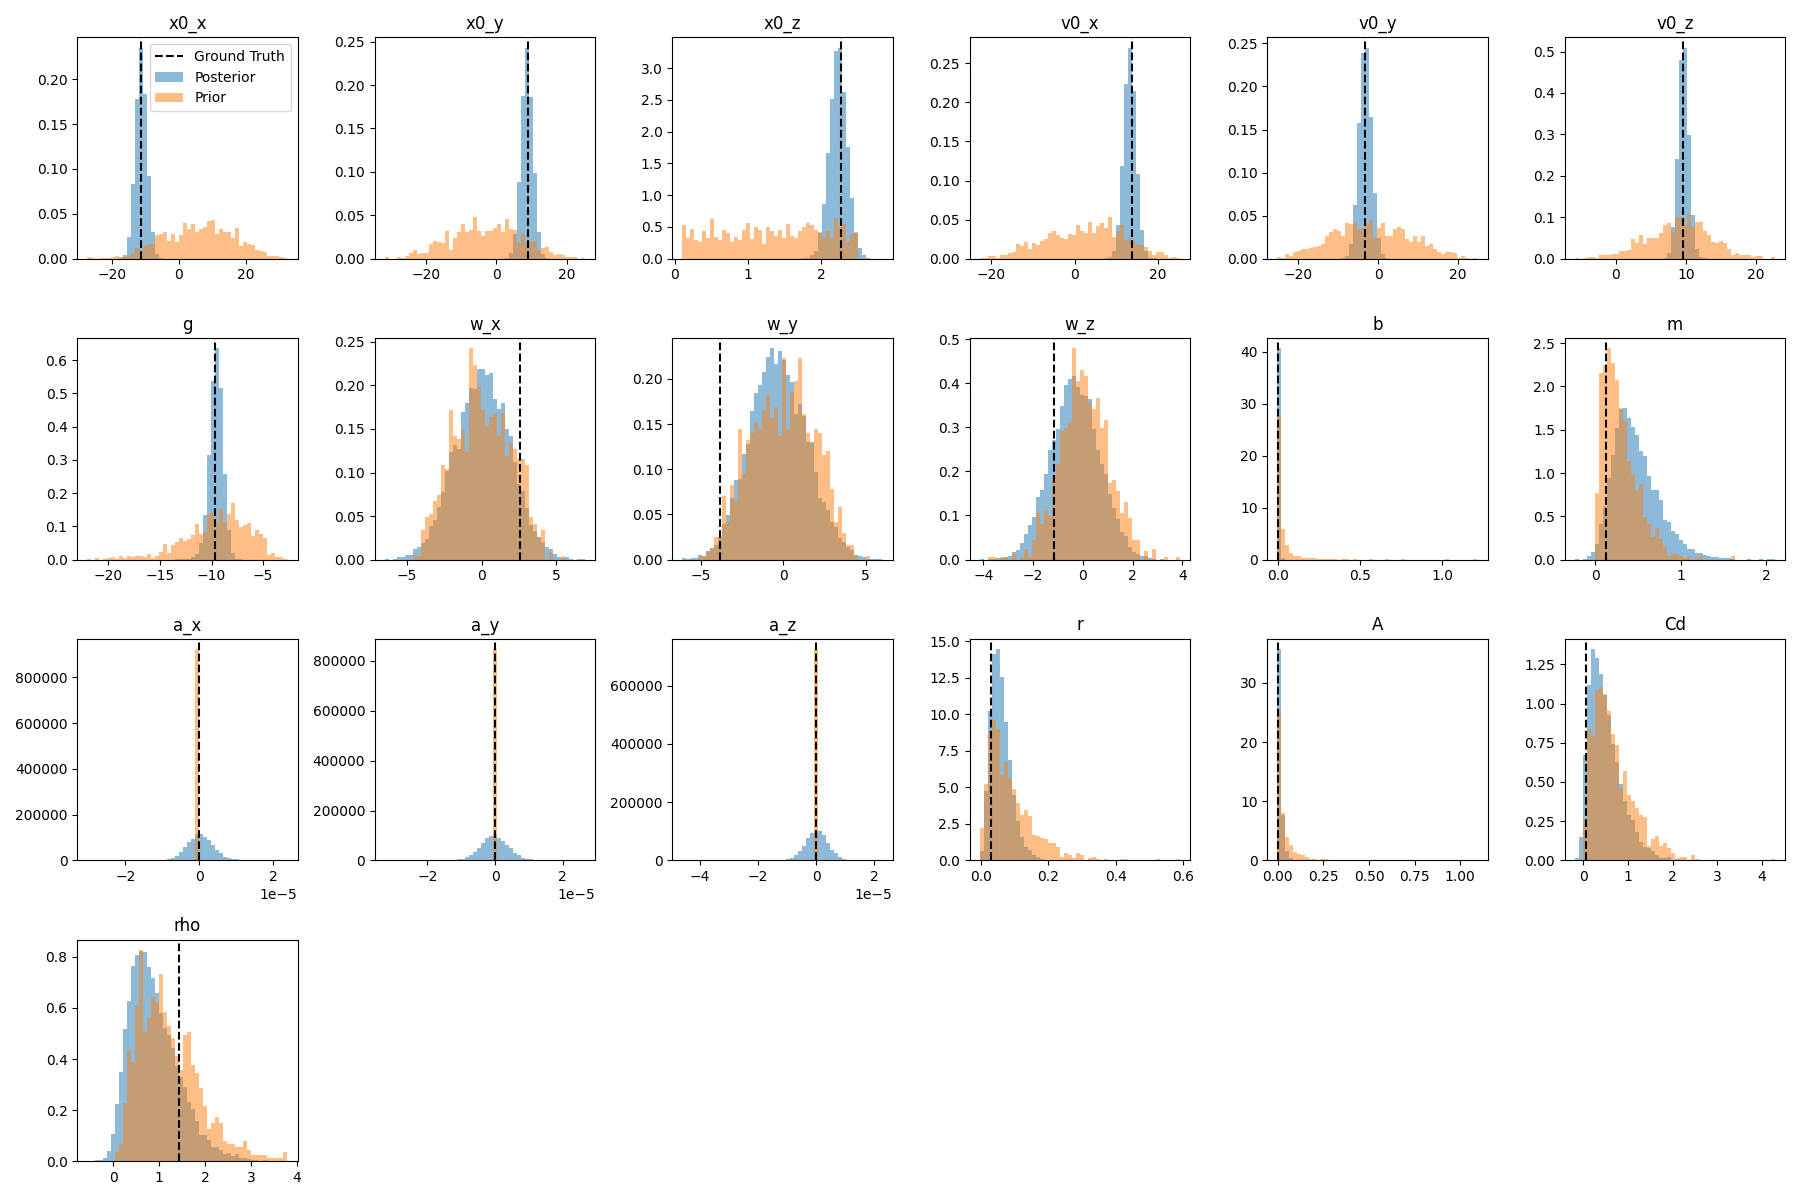 x0_x
x0_y
x0_z
v0_x
v0_y
v0_z
Ground Truth
Posterior
Prior
0.20
0.15
0.10
0.05
0.00
−20 0 20
0.25
0.20
0.15
0.10
0.05
0.00
−20 0 20
3.0
2.5
2.0
1.5
1.0
0.5
0.0
0 1 2
0.25
0.20
0.15
0.10
0.05
0.00
−20 0 20
0.25
0.20
0.15
0.10
0.05
0.00
−20 0 20
0.5
0.4
0.3
0.2
0.1
0.0
0 10 20
g
w_x
w_y
w_z
b
m
0.6
0.5
0.4
0.3
0.2
0.1
0.0
−20 −15 −10 −5
0.25
0.20
0.15
0.10
0.05
0.00
−5 0 5
0.20
0.15
0.10
0.05
0.00
−5 0 5
0.5
0.4
0.3
0.2
0.1
0.0
−4 −2 0 2 4
40
30
20
10
0
0.0 0.5 1.0
2.5
2.0
1.5
1.0
0.5
0.0
0 1 2
a_x
a_y
a_z
r
A
Cd
800000
600000
400000
200000
0
−2 0 2
1e−5
800000
600000
400000
200000
0
−2 0 2
1e−5
600000
400000
200000
0
−4 −2 0 2
1e−5
15.0
12.5
10.0
7.5
5.0
2.5
0.0
0.0 0.2 0.4 0.6
30
20
10
0
0.00 0.25 0.50 0.75 1.00
1.25
1.00
0.75
0.50
0.25
0.00
0 1 2 3 4
rho
0.8
0.6
0.4
0.2
0.0
0 1 2 3 4